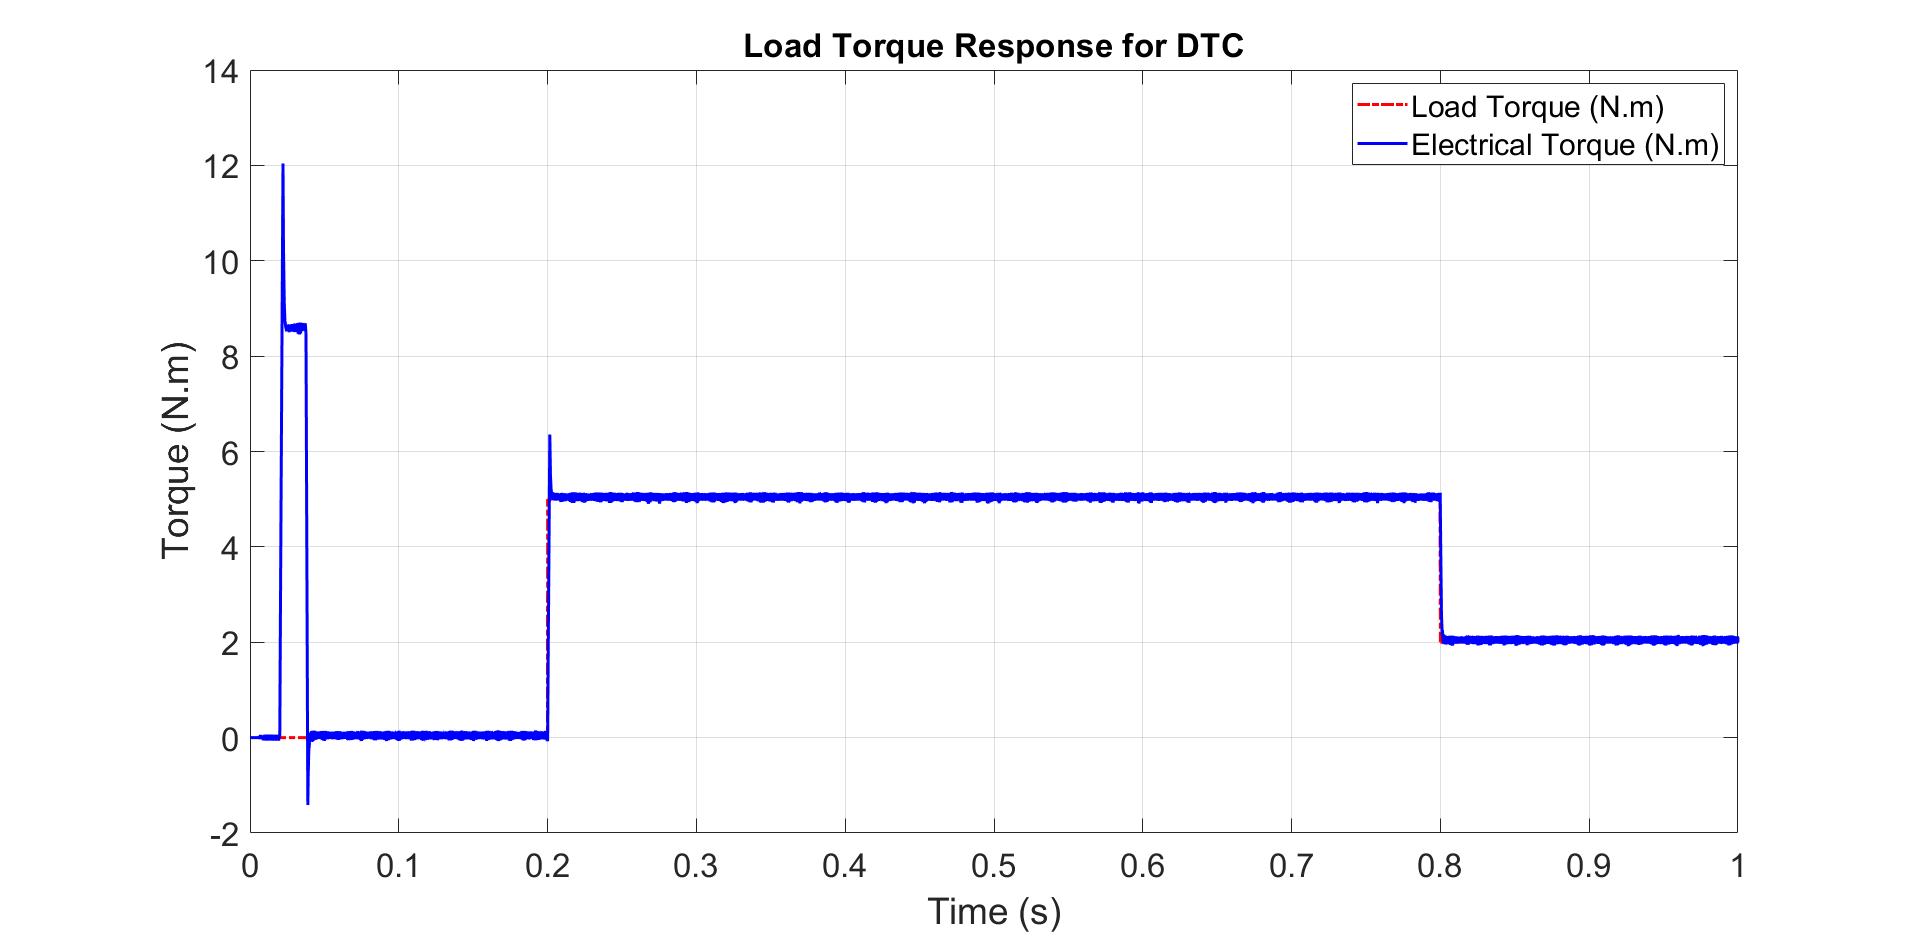 Load Torque Response for DTC
14
12
10
8
6
4
2
0
-2
Torque (N.m)
Load Torque (N.m)
Electrical Torque (N.m)
0 0.1 0.2 0.3 0.4 0.5 0.6 0.7 0.8 0.9 1
Time (s)